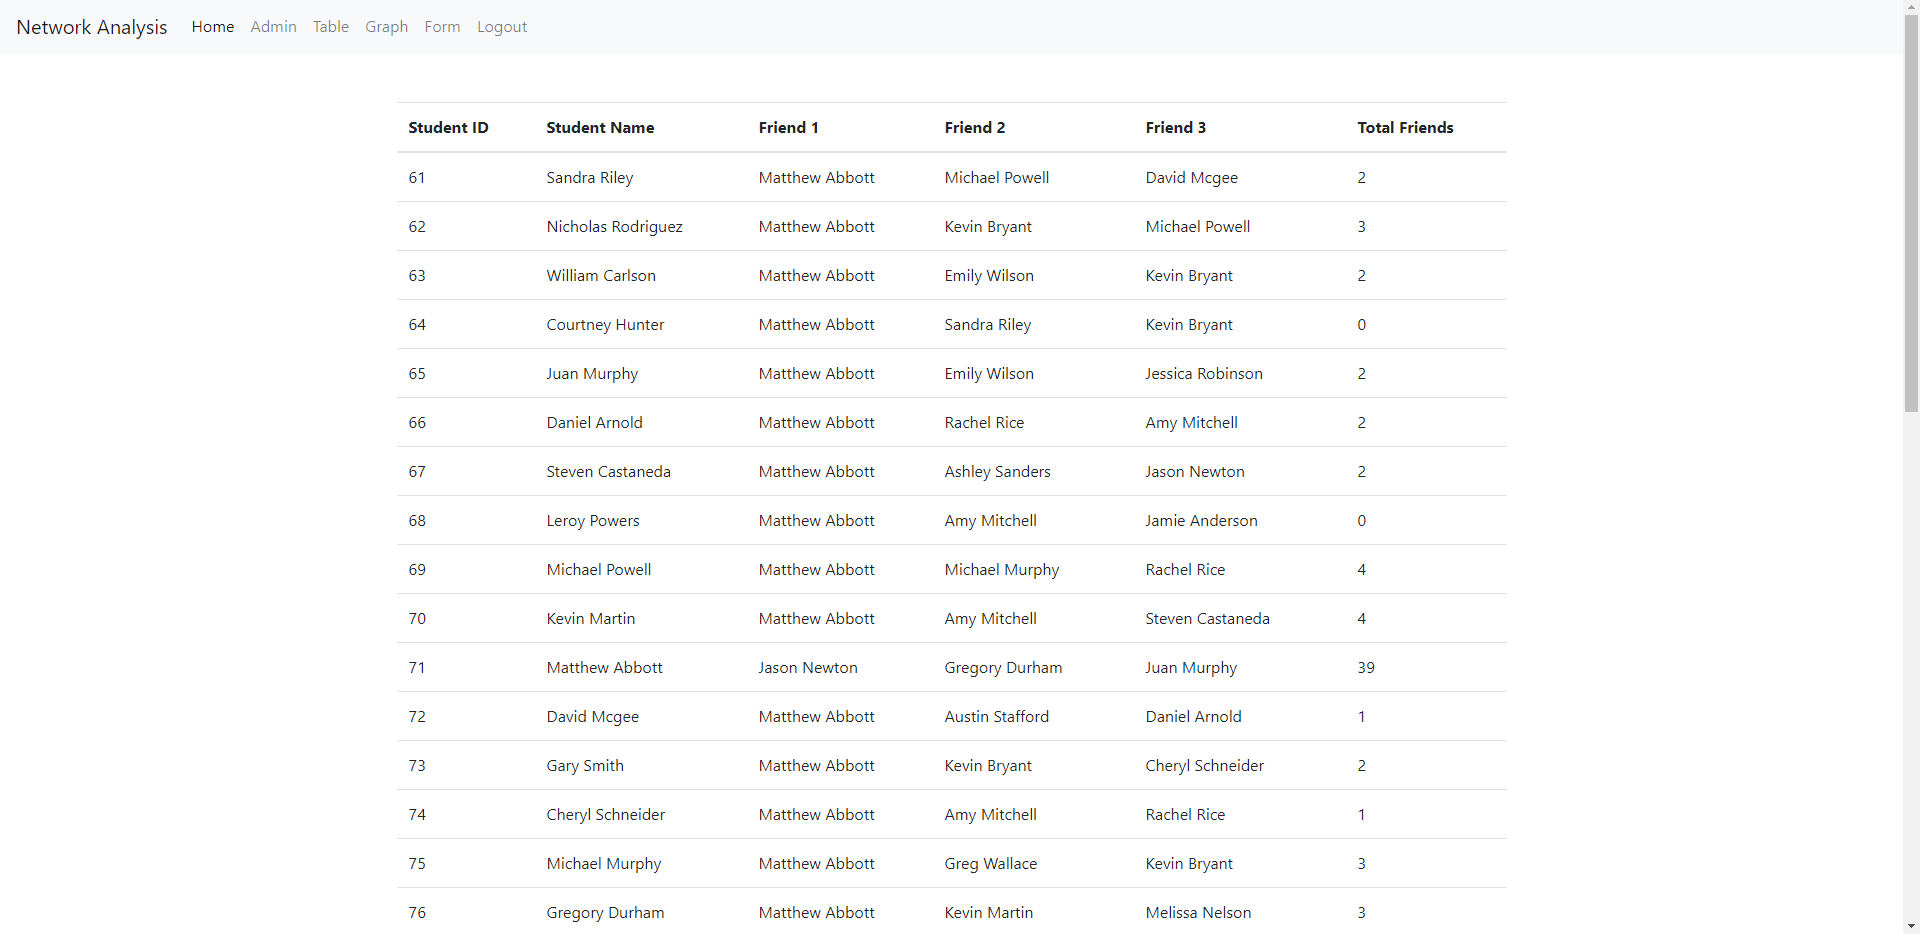 Network Analysis Home Admin Table Graph Form Logout
Student ID Student Name Friend 1 Friend 2 Friend 3 Total Friends
61 Sandra Riley Matthew Abbott Michael Powell David Mcgee 2
62 Nicholas Rodriguez Matthew Abbott Kevin Bryant Michael Powell 3
63 William Carlson Matthew Abbott Emily Wilson Kevin Bryant 2
64 Courtney Hunter Matthew Abbott Sandra Riley Kevin Bryant 0
65 Juan Murphy Matthew Abbott Emily Wilson Jessica Robinson 2
66 Daniel Arnold Matthew Abbott Rachel Rice Amy Mitchell 2
67 Steven Castaneda Matthew Abbott Ashley Sanders Jason Newton 2
68 Leroy Powers Matthew Abbott Amy Mitchell Jamie Anderson 0
69 Michael Powell Matthew Abbott Michael Murphy Rachel Rice 4
70 Kevin Martin Matthew Abbott Amy Mitchell Steven Castaneda 4
71 Matthew Abbott Jason Newton Gregory Durham Juan Murphy 39
72 David Mcgee Matthew Abbott Austin Stafford Daniel Arnold 1
73 Gary Smith Matthew Abbott Kevin Bryant Cheryl Schneider 2
74 Cheryl Schneider Matthew Abbott Amy Mitchell Rachel Rice 1
75 Michael Murphy Matthew Abbott Greg Wallace Kevin Bryant 3
76 Gregory Durham Matthew Abbott Kevin Martin Melissa Nelson 3